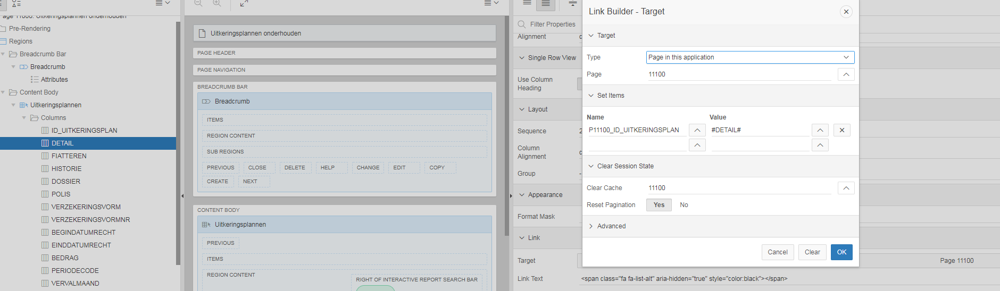 age 11000: Uitkeringsplannen onderhouden
Pre-Rendering
Regions
Breadcrumb Bar
Breadcrumb
Attributes
Content Body
Uitkeringsplannen
Columns
ID_UITKERINGSPLAN
DETAIL
FIATTEREN
HISTORIE
DOSSIER
POLIS
VERZEKERINGSVORM
VERZEKERINGSVORMNR
BEGINDATUMRECHT
EINDDATUMRECHT
BEDRAG
PERIODECODE
VERVALMAAND
Uitkeringsplannen onderhouden
PAGE HEADER
PAGE NAVIGATION
BREADCRUMB BAR
Breadcrumb
ITEMS
REGION CONTENT
SUB REGIONS
PREVIOUS CLOSE DELETE HELP CHANGE EDIT COPY
CREATE NEXT
CONTENT BODY
Uitkeringsplannen
PREVIOUS
ITEMS
REGION CONTENT
RIGHT OF INTERACTIVE REPORT SEARCH BAR
Filter Properties
Alignment c
Single Row View
Use Column
Heading
Layout
Sequence 2
Column
Alignment c
Group -
Appearance
Format Mask
Link
Target Page 11100
Link Text <span class="fa fa-list-alt" aria-hidden="true" style="color:black"></span>
Link Builder - Target
Target
Type Page in this application
Page 11100
Set Items
Name Value
P11100_ID_UITKERINGSPLAN #DETAIL#
Clear Session State
Clear Cache 11100
Reset Pagination Yes No
Advanced
Cancel Clear OK